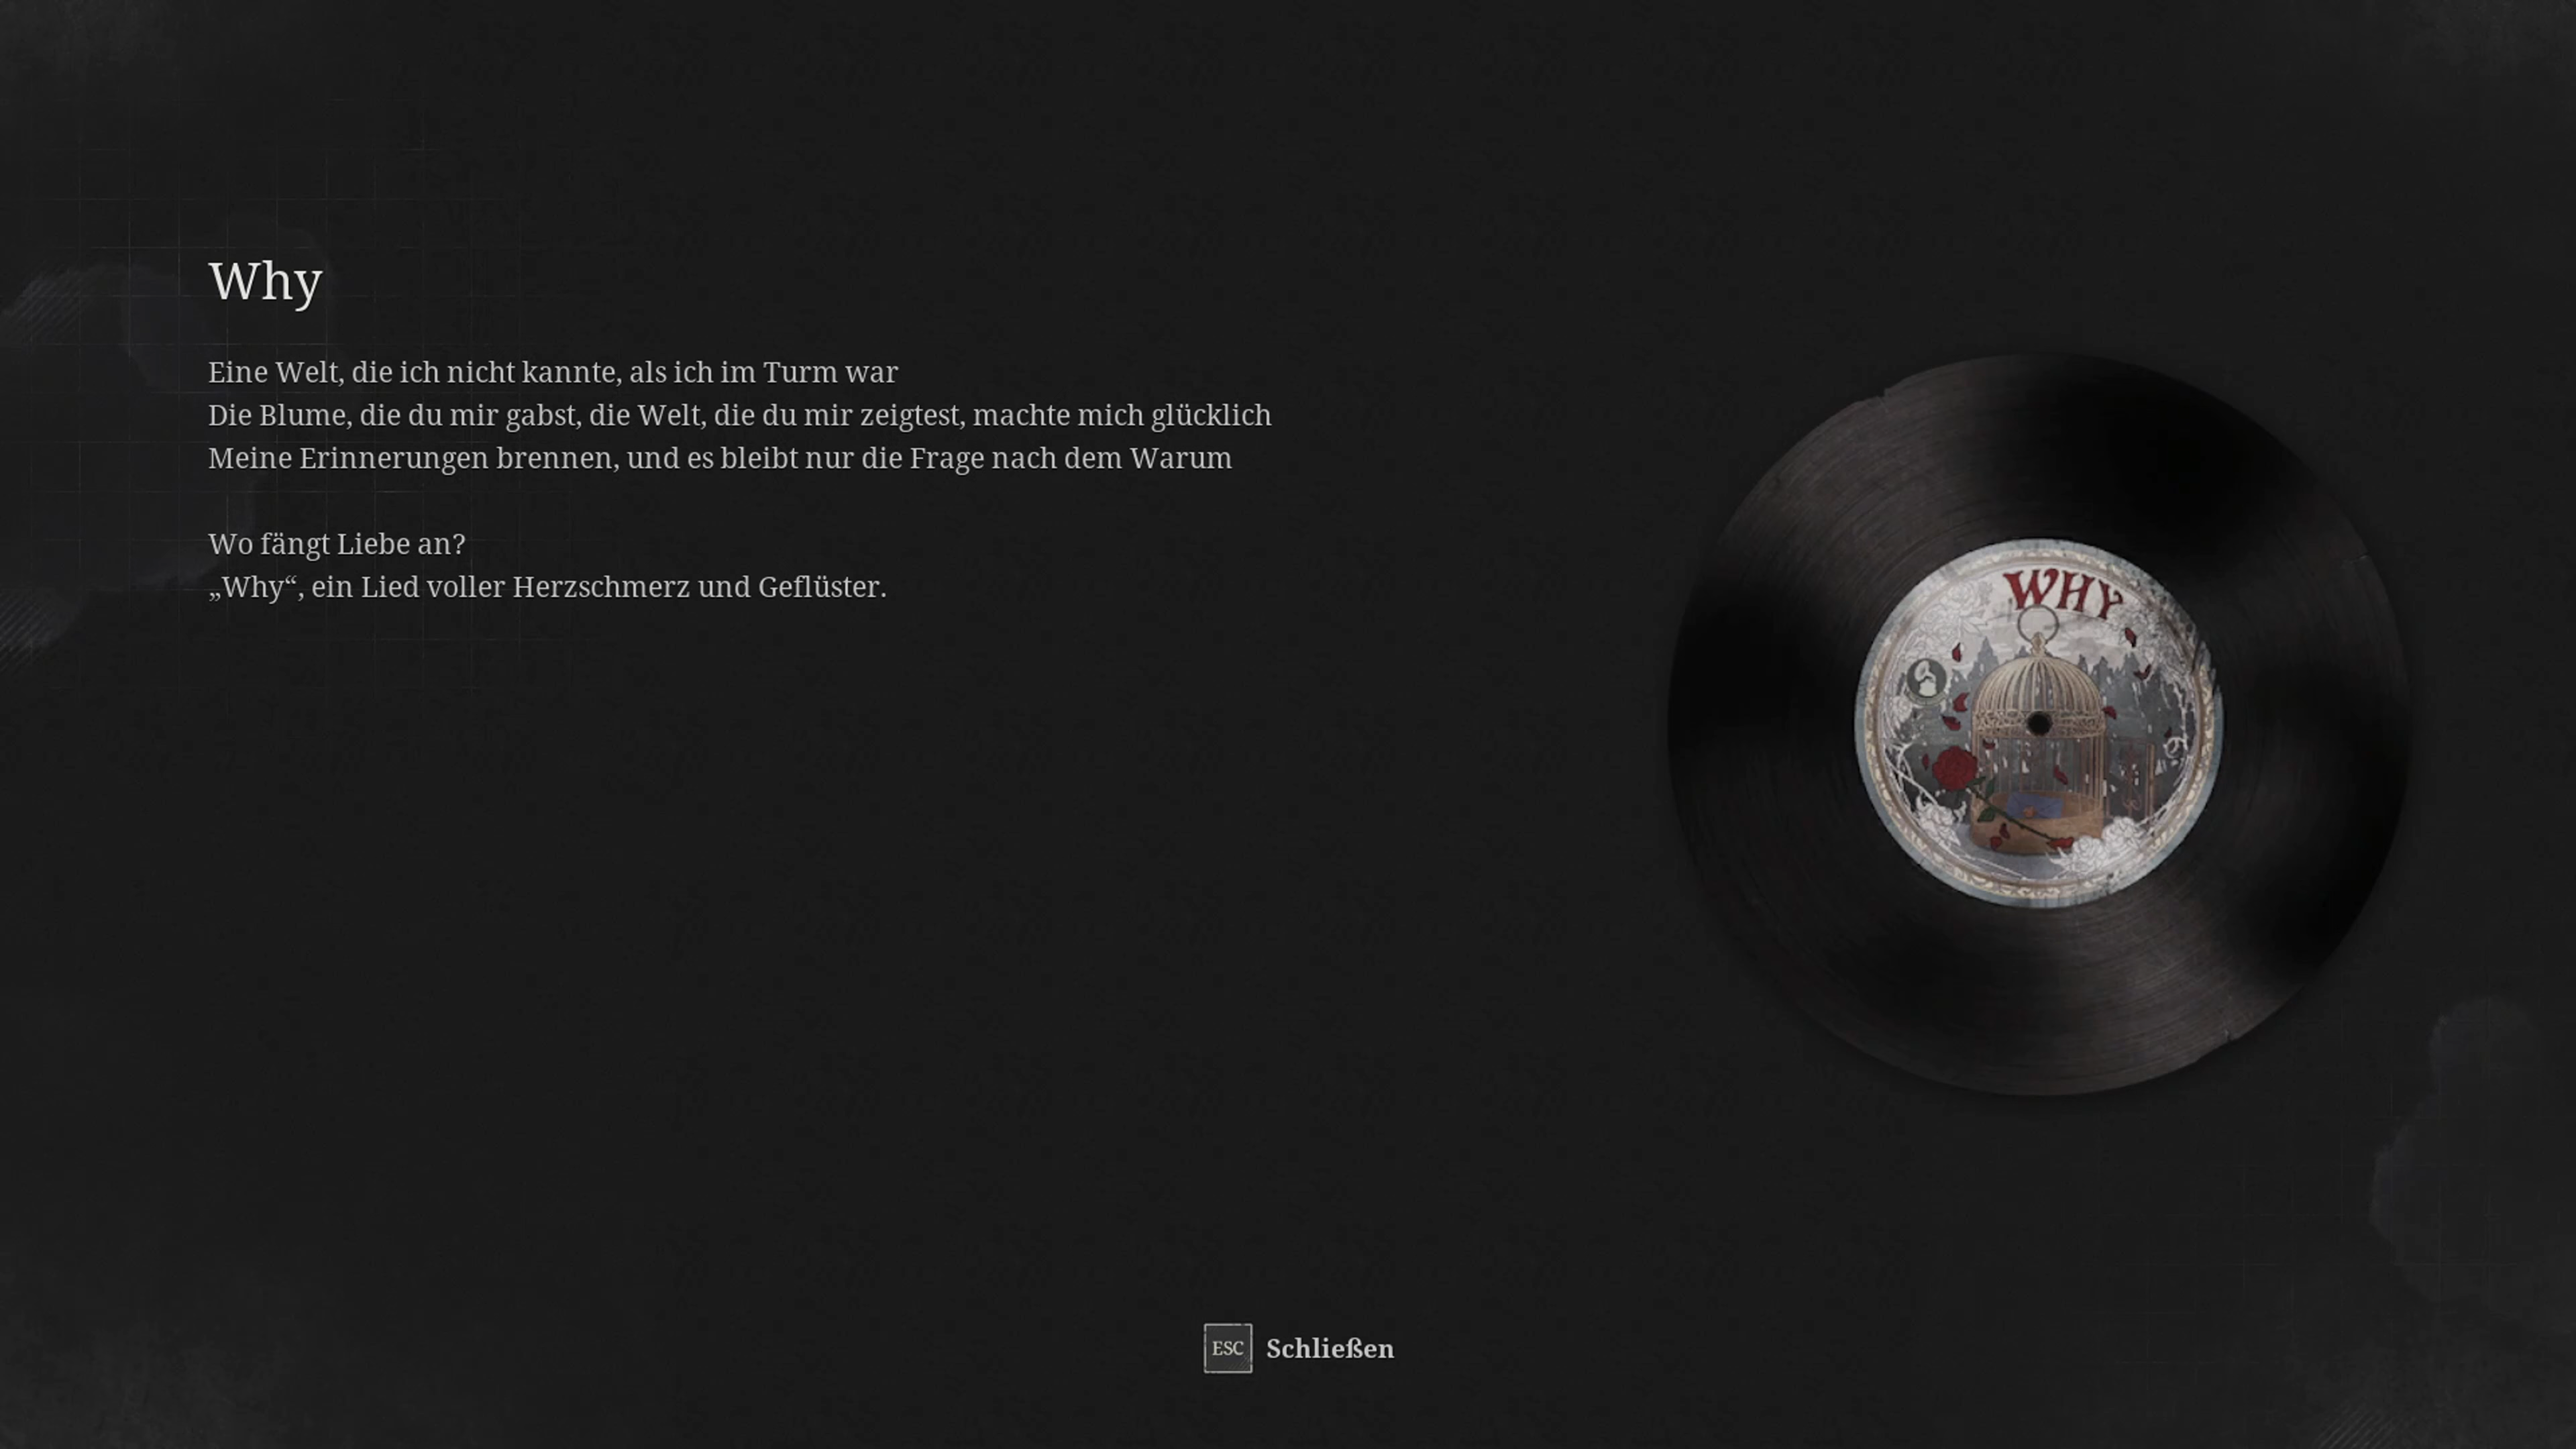 Why
Eine Welt, die ich nicht kannte, als ich im Turm war
Die Blume, die du mir gabst, die Welt, die du mir zeigtest, machte mich glücklich
Meine Erinnerungen brennen, und es bleibt nur die Frage nach dem Warum
Wo fängt Liebe an?
„Why“, ein Lied voller Herzschmerz und Geflüster.
WHY
ESC Schließen